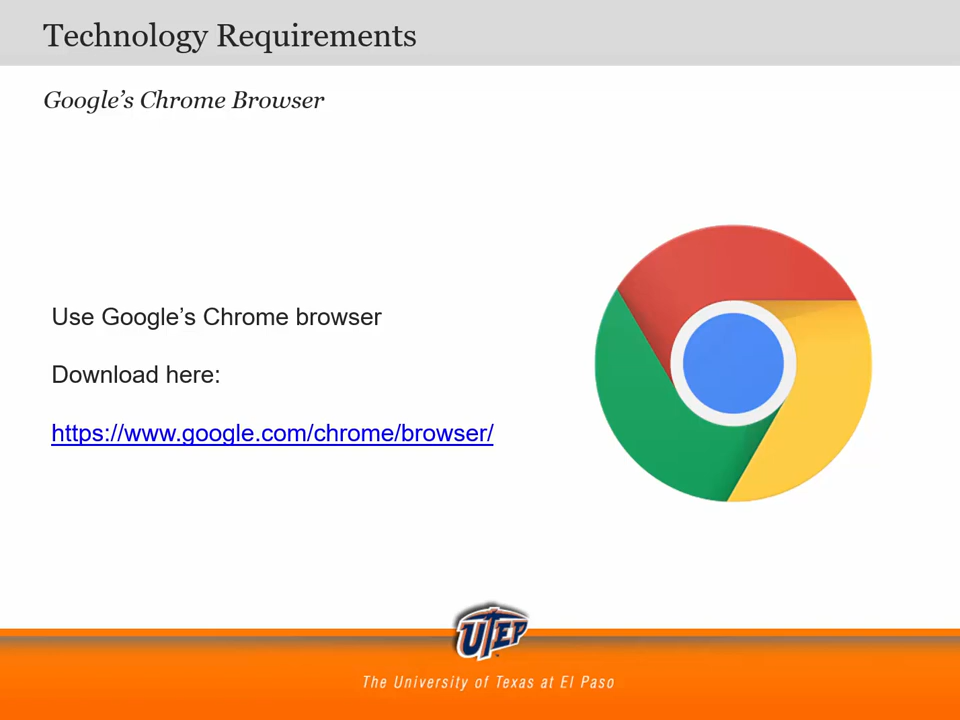 Technology Requirements
Google’s Chrome Browser
Use Google’s Chrome browser
Download here:
https://www.google.com/chrome/browser/
UTEP
The University of Texas at El Paso